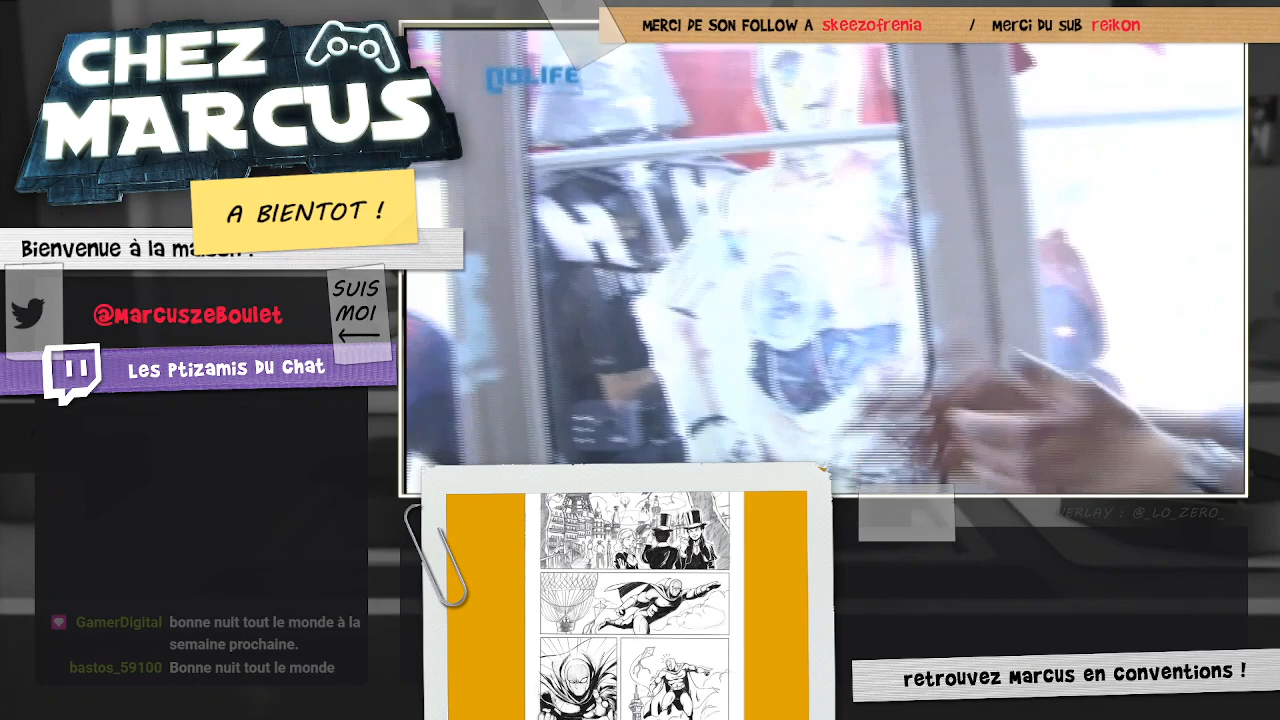 MERCI DE SON FOLLOW A skeezofrenia / Merci du sub reikon
CHEZ
MARCUS
NOLIFE
A BIENTOT !
Bienvenue à la
SUIS
MOI
@marcuszeBoulet
Les Ptizamis du chat
OVERLAY : @_LO_ZERO_
GamerDigital bonne nuit tout le monde à la
semaine prochaine.
bastos_59100 Bonne nuit tout le monde
retrouvez Marcus en conventions !